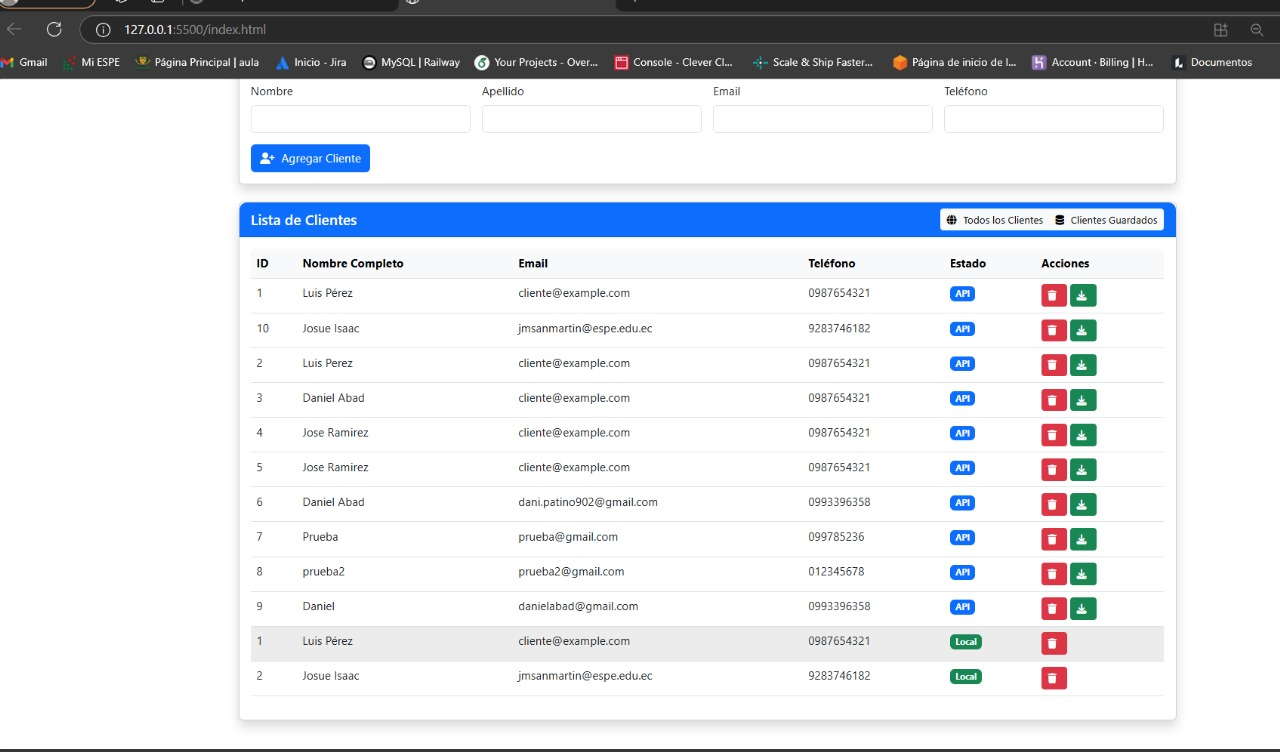 127.0.0.1:5500/index.html
Gmail Mi ESPE Página Principal | aula Inicio - Jira MySQL | Railway Your Projects - Over... Console - Clever Cl... Scale & Ship Faster... Página de inicio de l... Account · Billing | H... Documentos
Nombre Apellido Email Teléfono
Agregar Cliente
Lista de Clientes Todos los Clientes Clientes Guardados
ID Nombre Completo Email Teléfono Estado Acciones
1 Luis Pérez cliente@example.com 0987654321 API
10 Josue Isaac jmsanmartin@espe.edu.ec 9283746182 API
2 Luis Perez cliente@example.com 0987654321 API
3 Daniel Abad cliente@example.com 0987654321 API
4 Jose Ramirez cliente@example.com 0987654321 API
5 Jose Ramirez cliente@example.com 0987654321 API
6 Daniel Abad dani.patino902@gmail.com 0993396358 API
7 Prueba prueba@gmail.com 099785236 API
8 prueba2 prueba2@gmail.com 012345678 API
9 Daniel danielabad@gmail.com 0993396358 API
1 Luis Pérez cliente@example.com 0987654321 Local
2 Josue Isaac jmsanmartin@espe.edu.ec 9283746182 Local